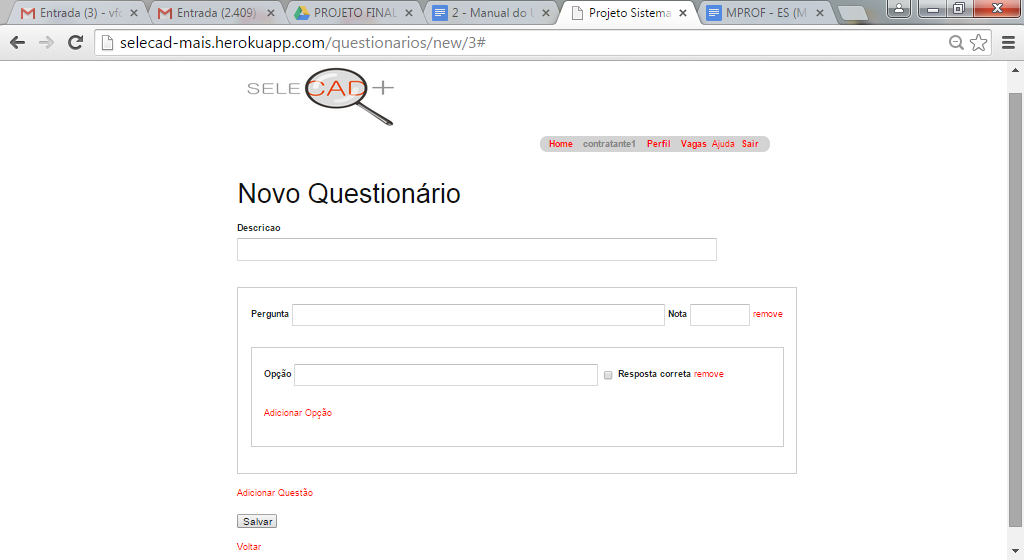 Entrada (3) - vfc
Entrada (2.409)
PROJETO FINAL
2 - Manual do U
Projeto Sistema
MPROF - ES (M
selecad-mais.herokuapp.com/questionarios/new/3#
SELECAD+
Home contratante1 Perfil Vagas Ajuda Sair
Novo Questionário
Descricao
Pergunta Nota remove
Opção Resposta correta remove
Adicionar Opção
Adicionar Questão
Salvar
Voltar